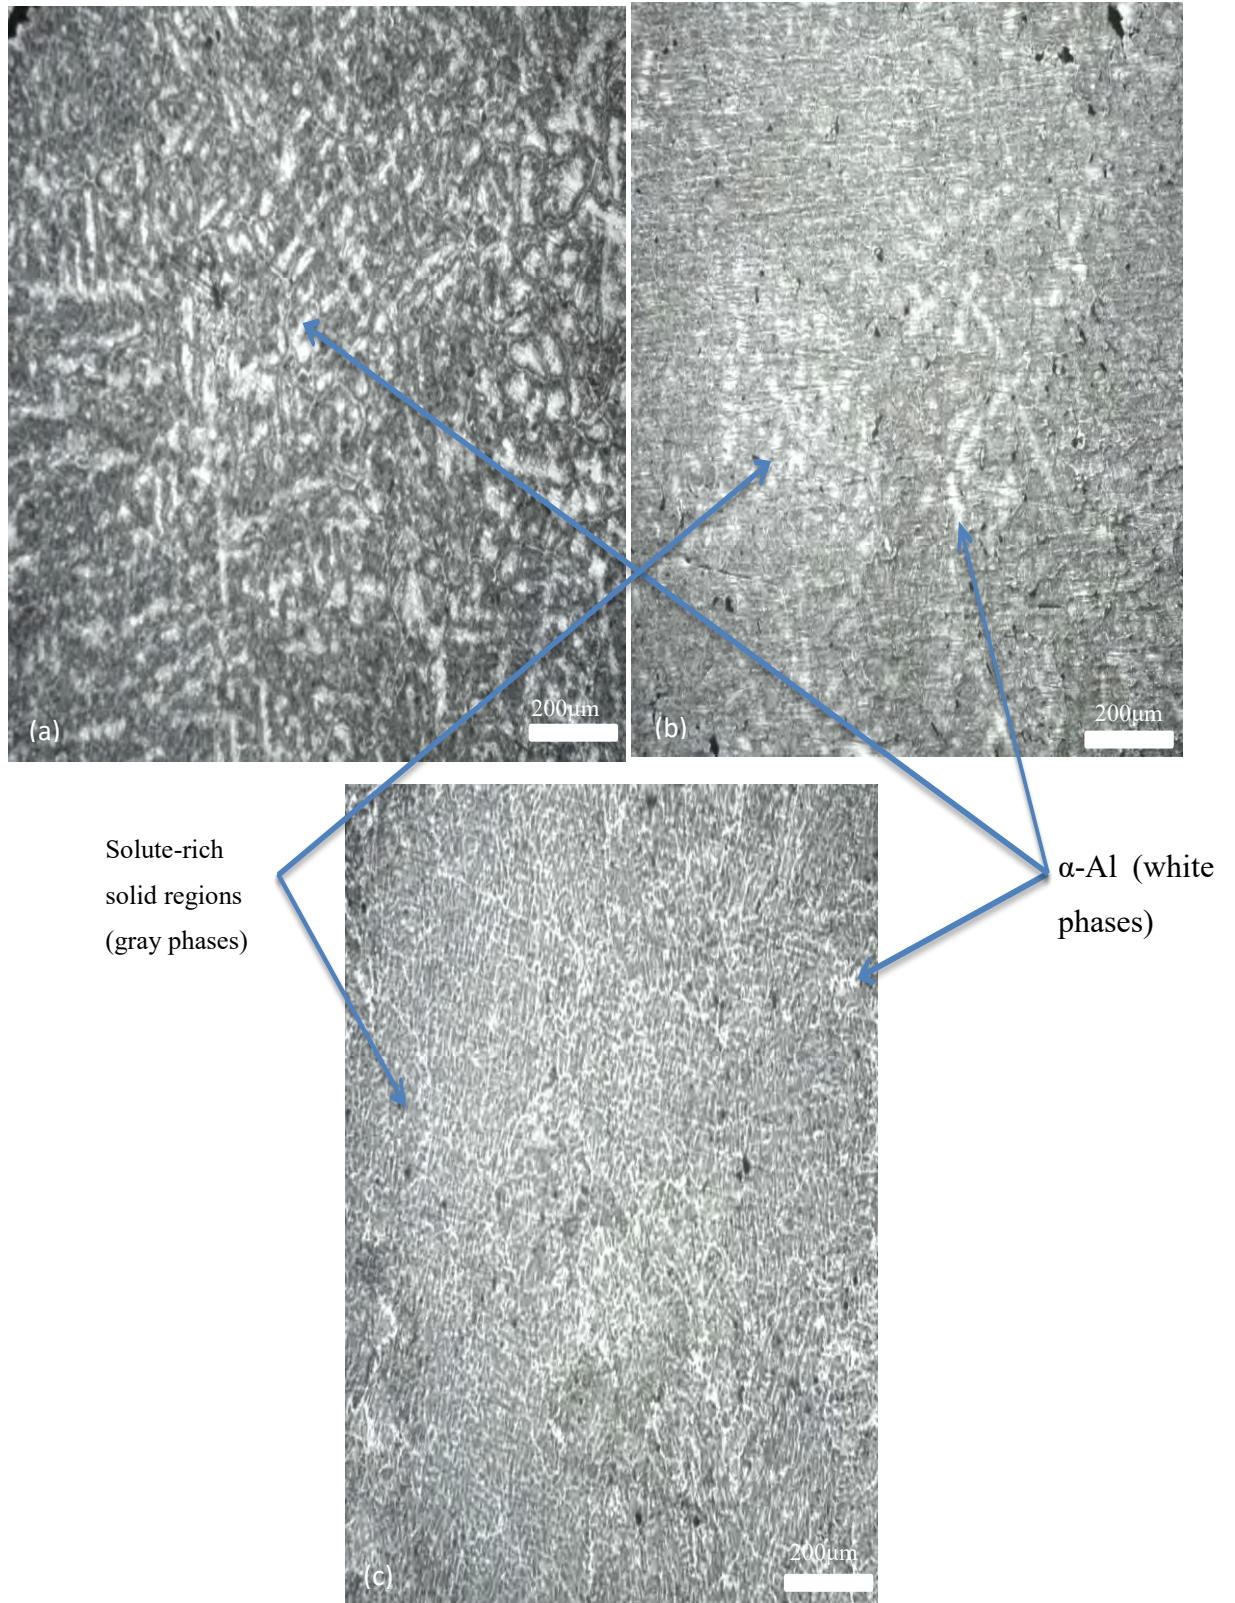 200μm
(a)
200μm
(b)
Solute-rich
solid regions
(gray phases)
α-Al (white
phases)
200μm
(c)